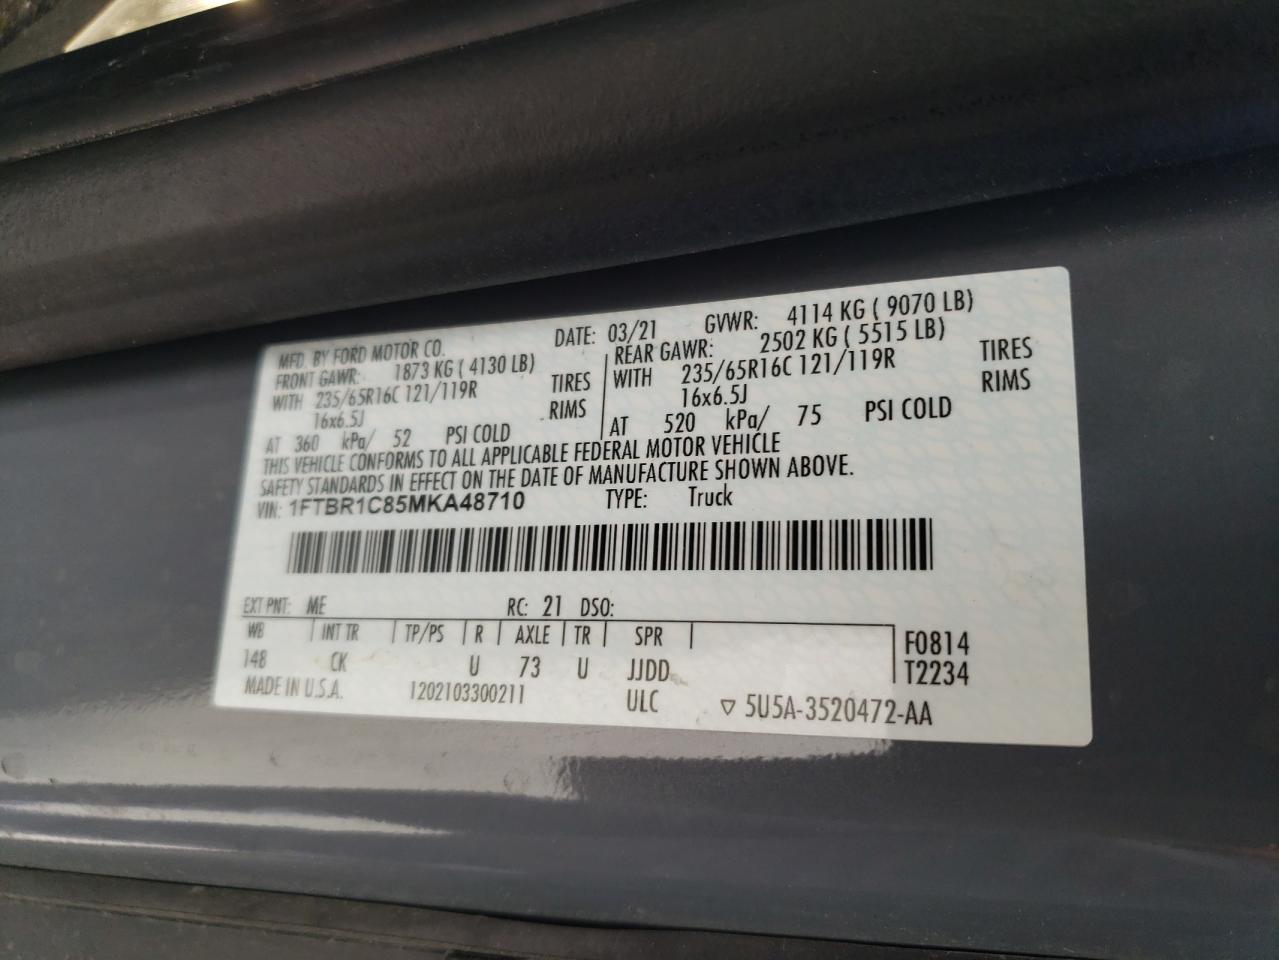 MFD. BY FORD MOTOR CO. DATE: 03/21 GVWR: 4114 KG ( 9070 LB)
FRONT GAWR: 1873 KG ( 4130 LB) REAR GAWR: 2502 KG ( 5515 LB)
WITH 235/65R16C 121/119R TIRES WITH 235/65R16C 121/119R TIRES
16x6.5J RIMS 16x6.5J RIMS
AT 360 kPa/ 52 PSI COLD AT 520 kPa/ 75 PSI COLD
THIS VEHICLE CONFORMS TO ALL APPLICABLE FEDERAL MOTOR VEHICLE
SAFETY STANDARDS IN EFFECT ON THE DATE OF MANUFACTURE SHOWN ABOVE.
VIN: 1FTBR1C85MKA48710 TYPE: Truck
EXT PNT: ME RC: 21 DSO:
WB INT TR TP/PS R AXLE TR SPR F0814
148 CK U 73 U JJDD T2234
MADE IN U.S.A. 1202103300211 ULC ▽ 5U5A-3520472-AA